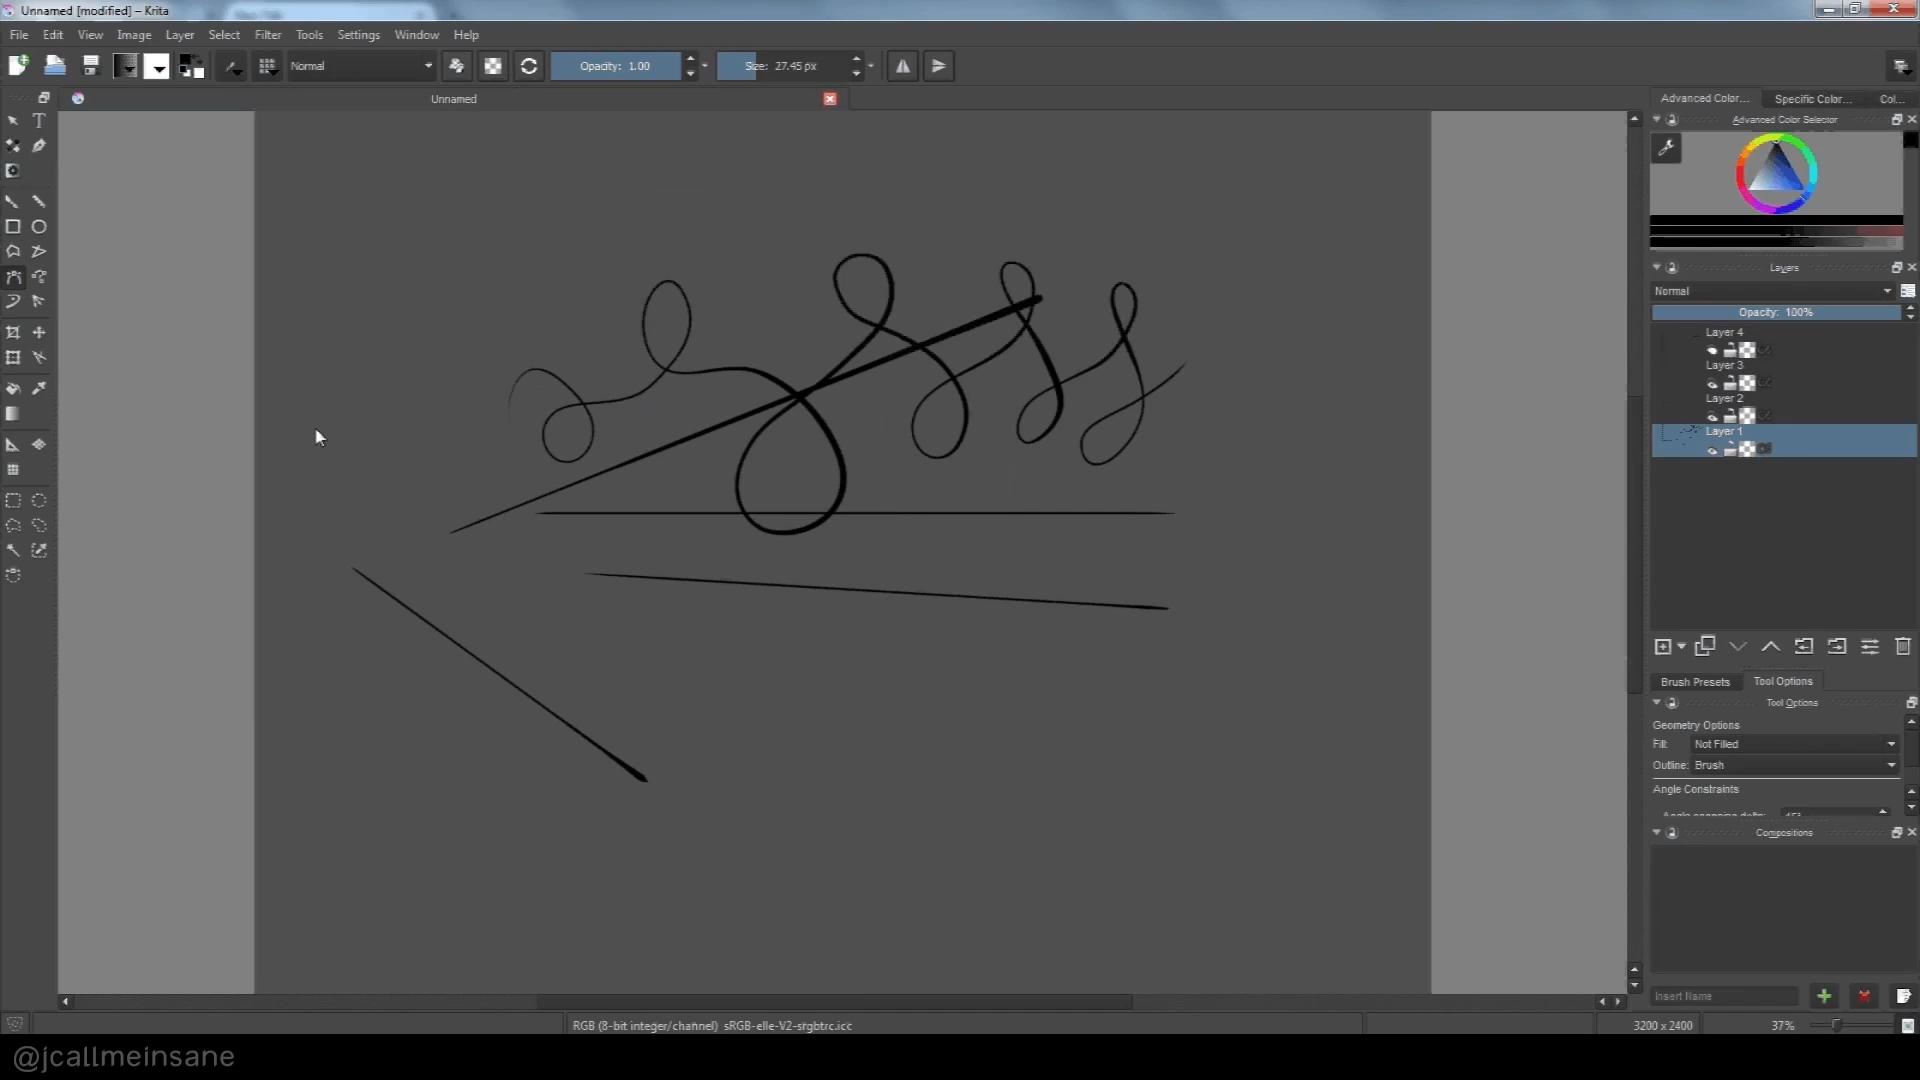 Unnamed [modified] – Krita
File Edit View Image Layer Select Filter Tools Settings Window Help
Normal Opacity: 1.00 Size: 27.45 px
Unnamed
Advanced Color... Specific Color... Col...
Advanced Color Selector
Layers
Normal
Opacity: 100%
Layer 4
Layer 3
Layer 2
Layer 1
Brush Presets Tool Options
Tool Options
Geometry Options
Fill: Not Filled
Outline: Brush
Angle Constraints
Compositions
Insert Name
RGB (8-bit integer/channel) sRGB-elle-V2-srgbtrc.icc
3200 x 2400 37%
@jcallmeinsane